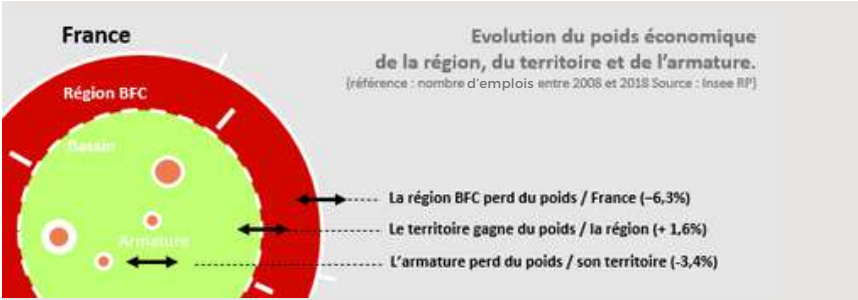 France
Evolution du poids économique
de la région, du territoire et de l'armature.
(référence : nombre d'emplois entre 2008 et 2018 Source : Insee RP)
Région BFC
Bassin
La région BFC perd du poids / France (–6,3%)
Le territoire gagne du poids / la région (+ 1,6%)
Armature
L'armature perd du poids / son territoire (-3,4%)